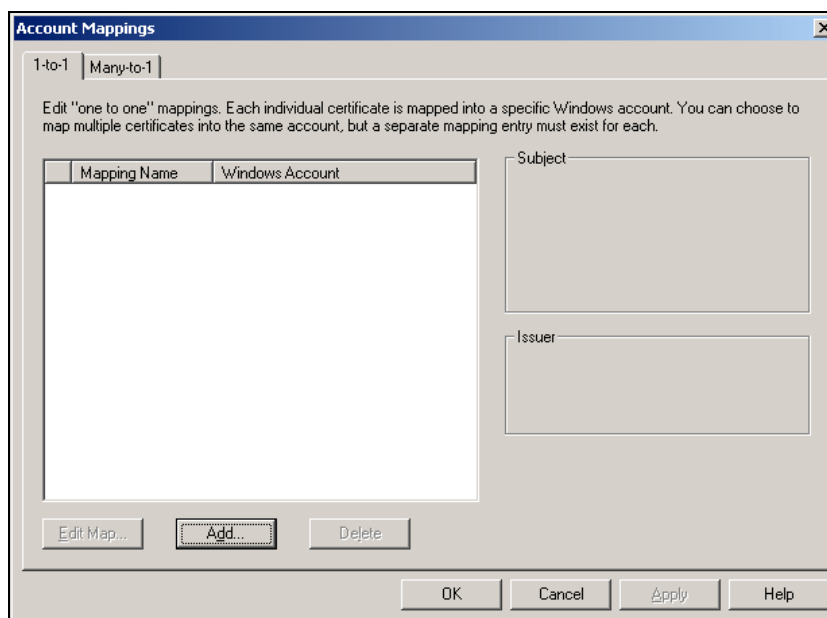 Account Mappings
1-to-1 Many-to-1
Edit "one to one" mappings. Each individual certificate is mapped into a specific Windows account. You can choose to
map multiple certificates into the same account, but a separate mapping entry must exist for each.
Mapping Name Windows Account
Subject
Issuer
Edit Map... Add... Delete
OK Cancel Apply Help